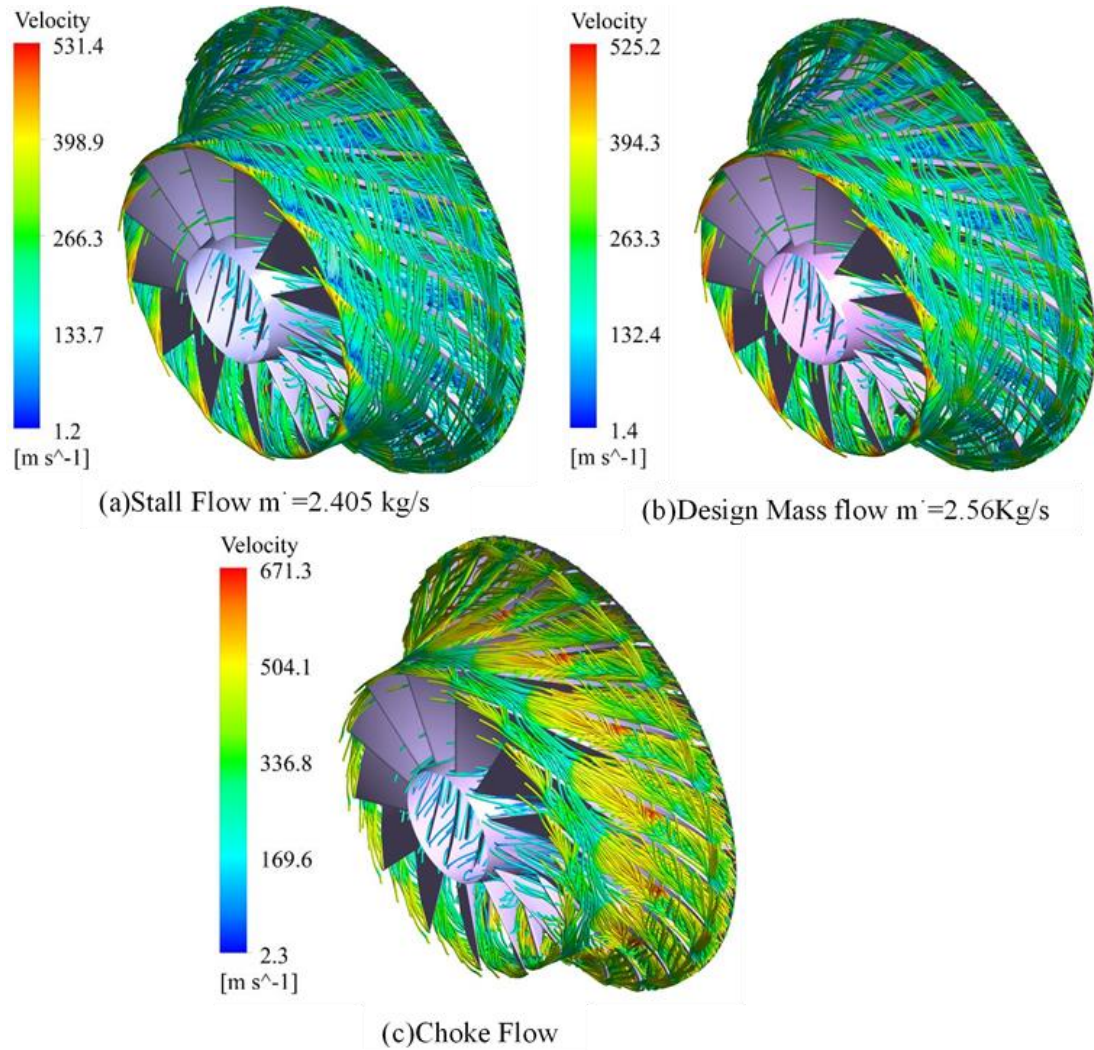 Velocity
531.4
398.9
266.3
133.7
1.2
[m s^-1]
(a)Stall Flow m˙=2.405 kg/s
Velocity
525.2
394.3
263.3
132.4
1.4
[m s^-1]
(b)Design Mass flow m˙=2.56Kg/s
Velocity
671.3
504.1
336.8
169.6
2.3
[m s^-1]
(c)Choke Flow